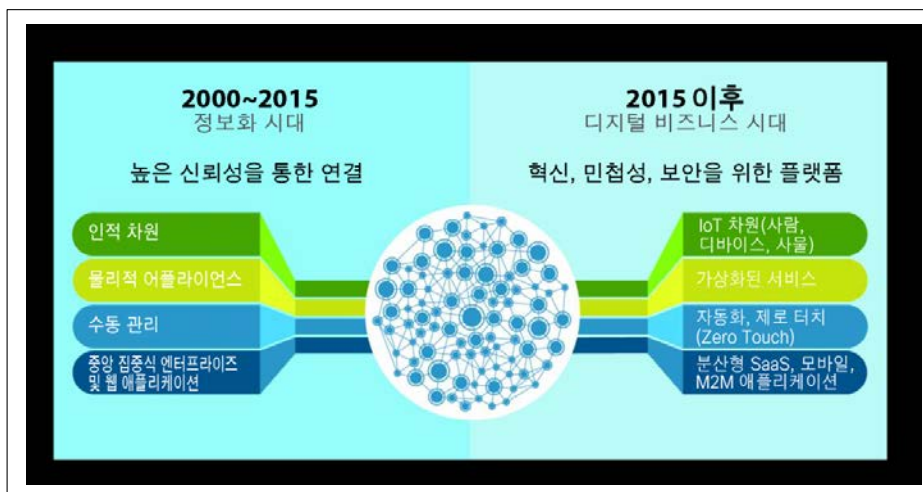 2000~2015
정보화 시대
높은 신뢰성을 통한 연결
인적 차원
물리적 어플라이언스
수동 관리
중앙 집중식 엔터프라이즈
및 웹 애플리케이션
2015 이후
디지털 비즈니스 시대
혁신, 민첩성, 보안을 위한 플랫폼
IoT 차원(사람,
디바이스, 사물)
가상화된 서비스
자동화, 제로 터치
(Zero Touch)
분산형 SaaS, 모바일,
M2M 애플리케이션